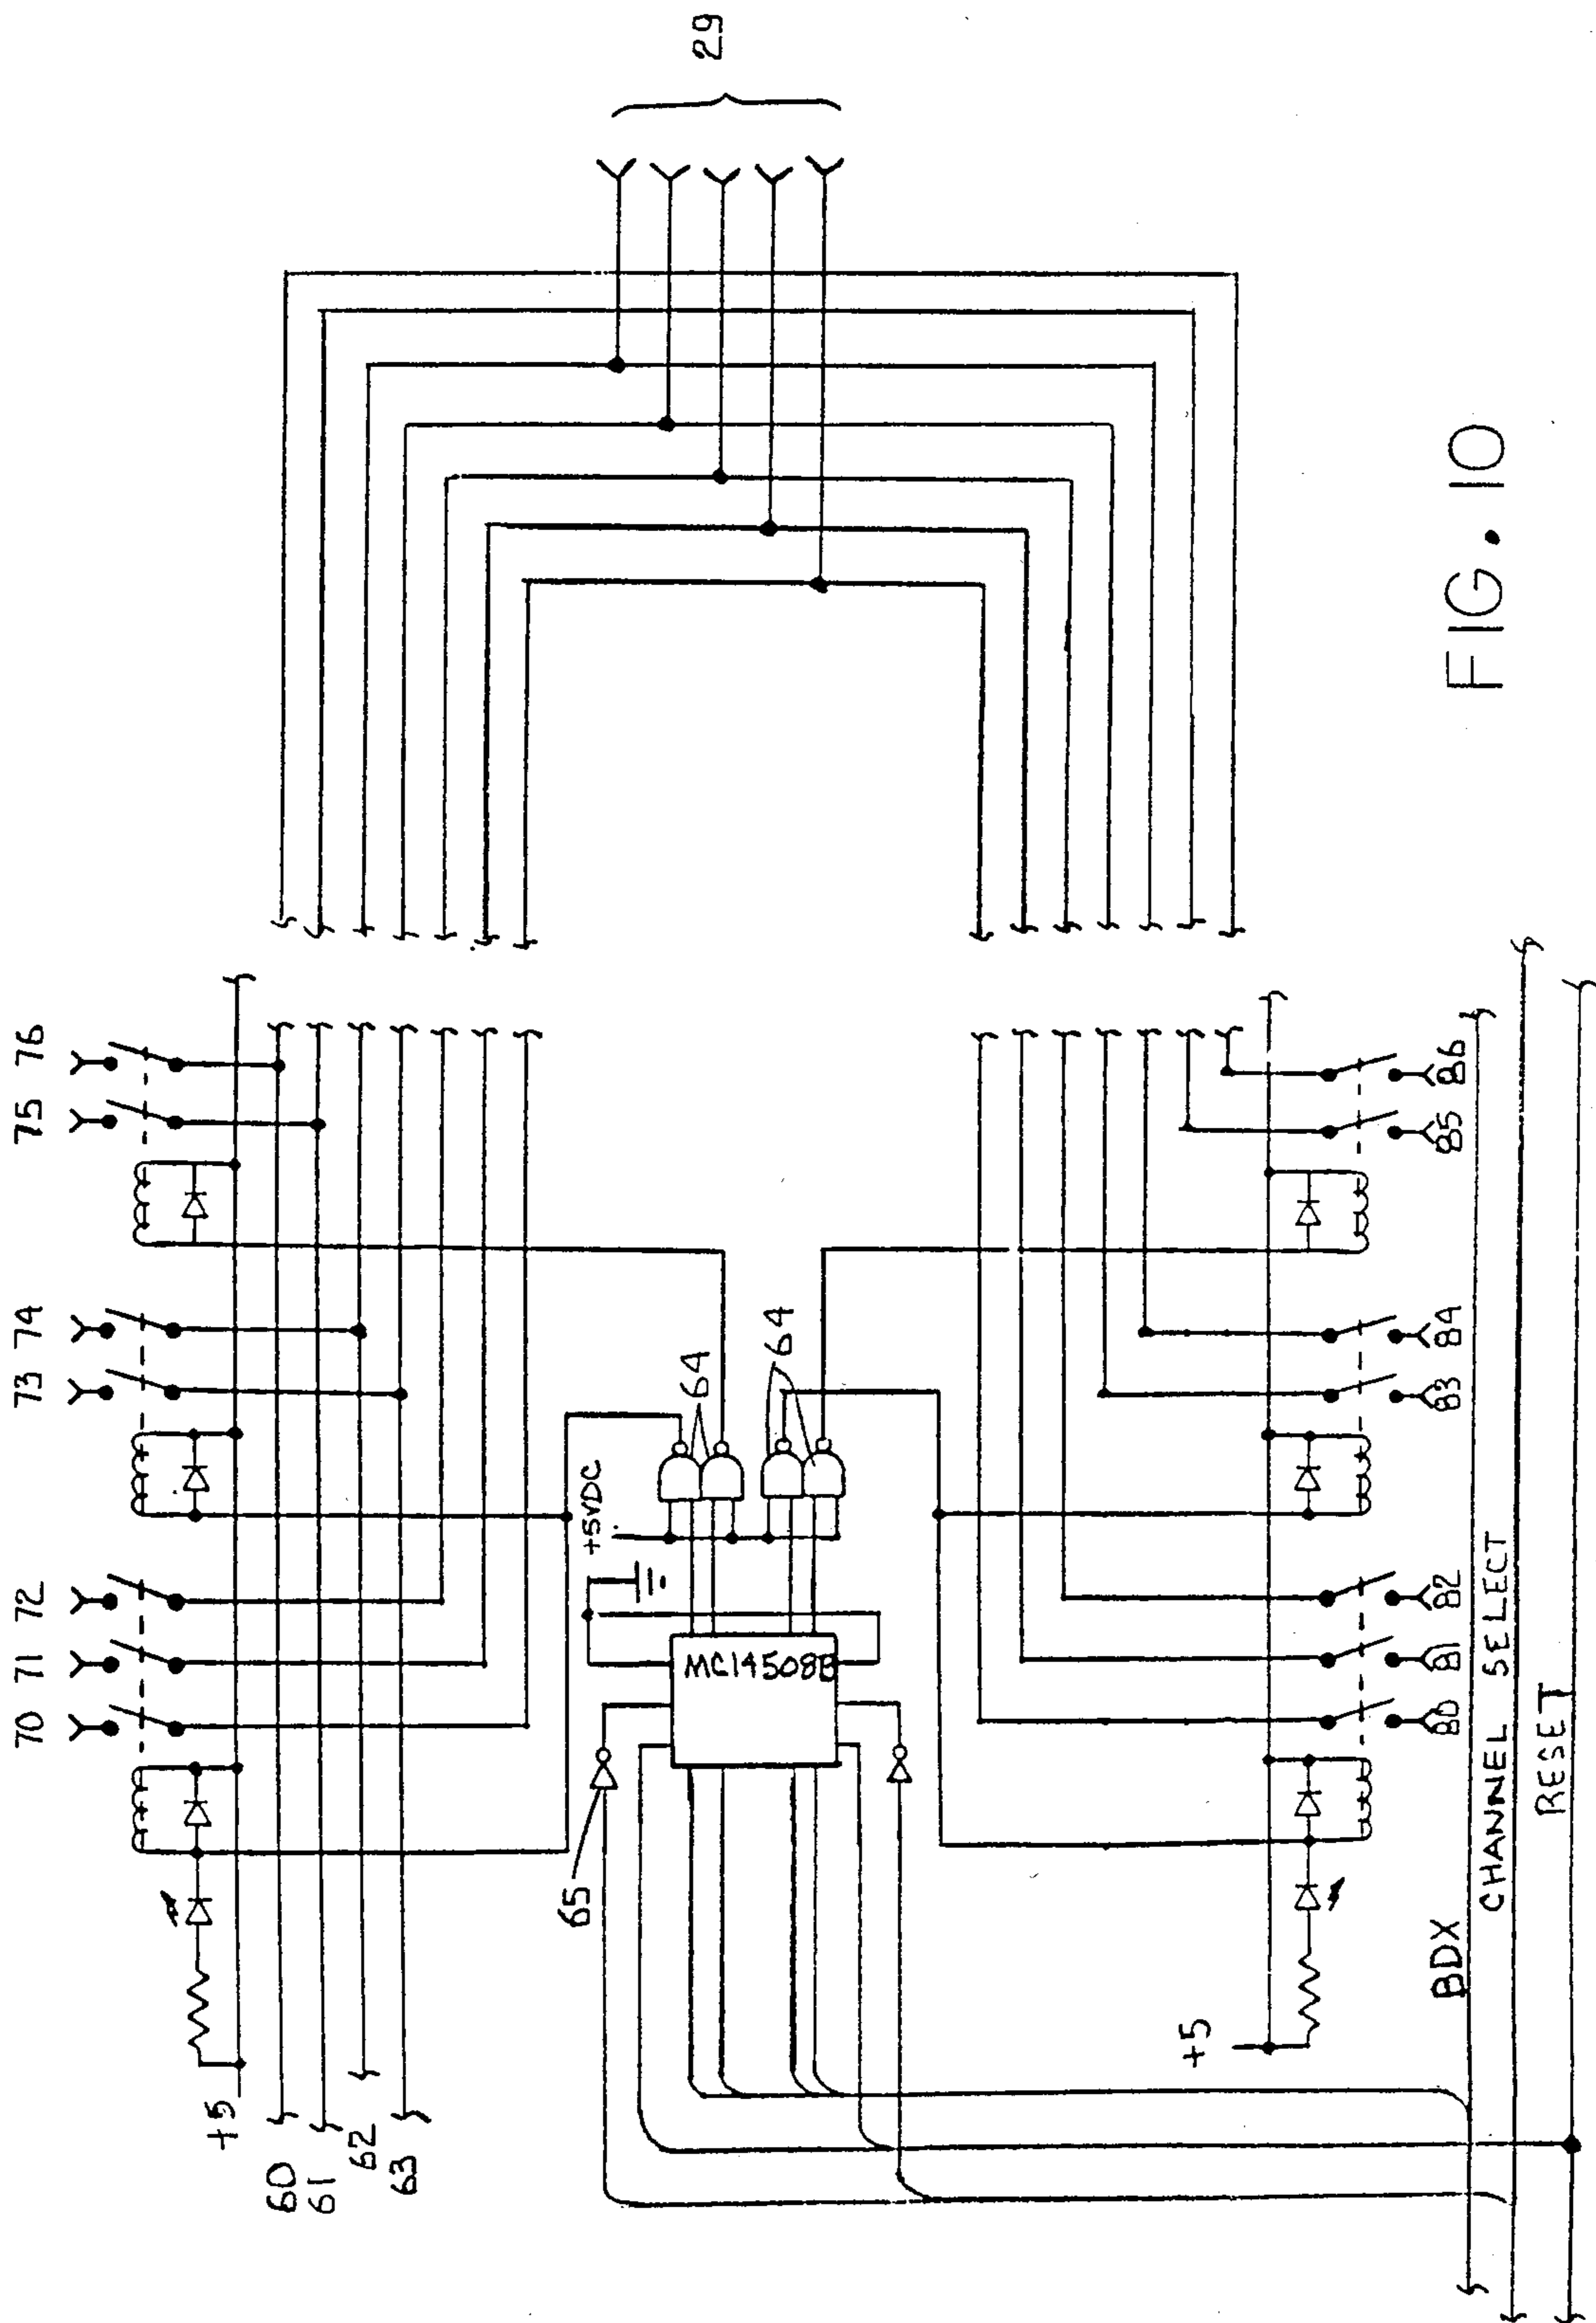 70 71 72 73 74 75 76
+5
60
61
62
63
65
+5VDC
64
64
MC14508B
29
+5
80 81 82 83 84 85 86
BDX
CHANNEL SELECT
RESET
FIG. 10